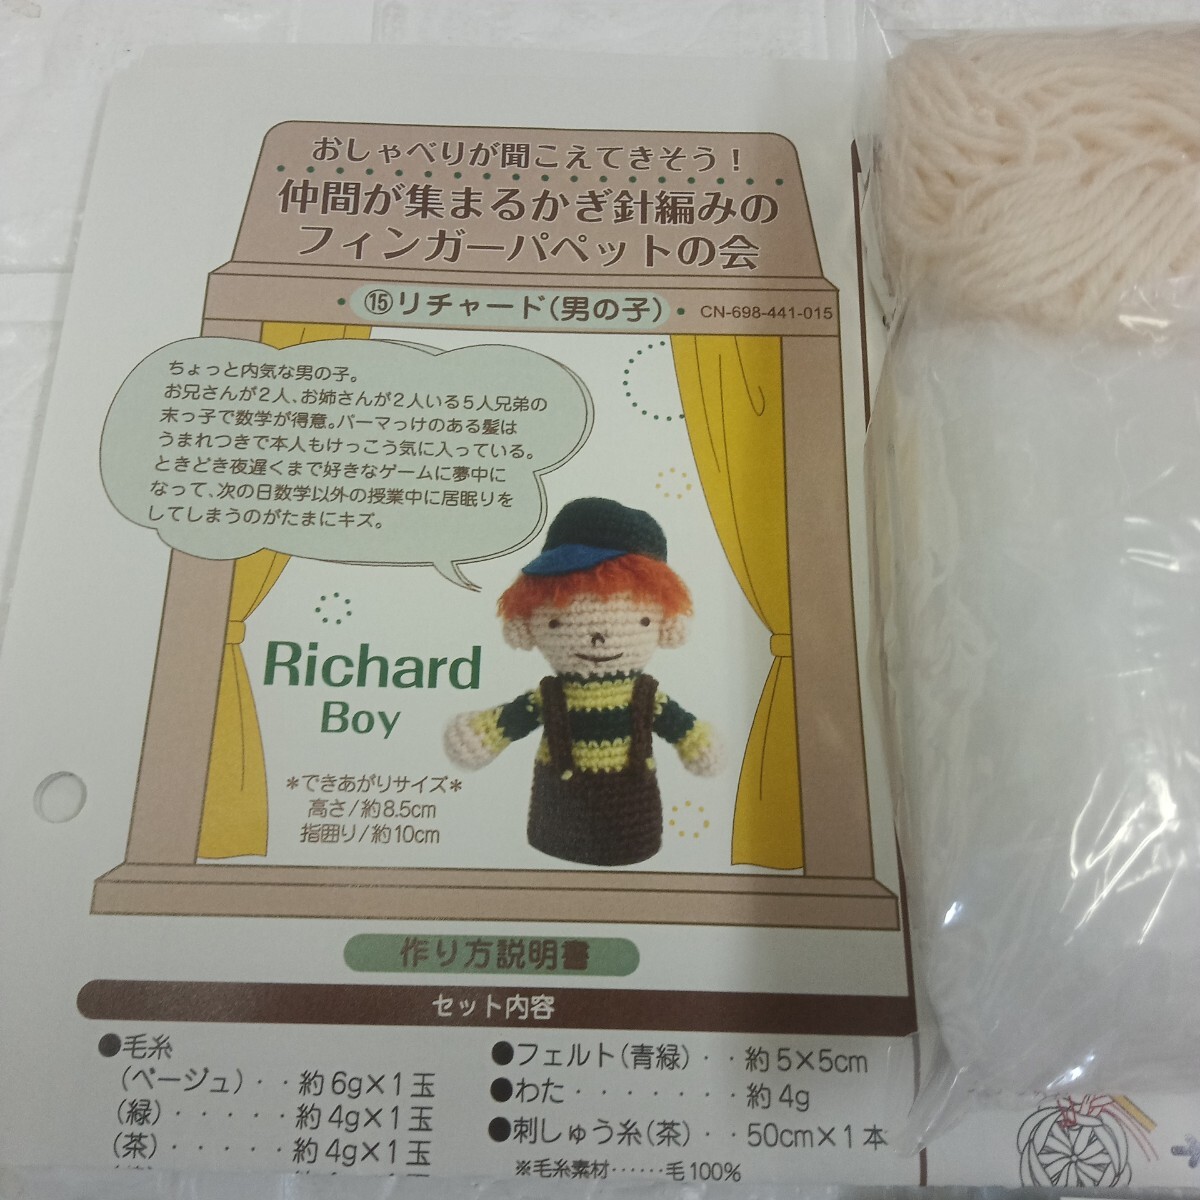 おしゃべりが聞こえてきそう！
仲間が集まるかぎ針編みの
フィンガーパペットの会
⑮リチャード（男の子）
CN-698-441-015
ちょっと内気な男の子。
お兄さんが2人、お姉さんが2人いる5人兄弟の
末っ子で数学が得意。パーマっけのある髪は
うまれつきで本人もけっこう気に入っている。
ときどき夜遅くまで好きなゲームに夢中に
なって、次の日数学以外の授業中に居眠りを
してしまうのがたまにキズ。
Richard
Boy
＊できあがりサイズ＊
高さ/約8.5cm
指囲り/約10cm
作り方説明書
セット内容
●毛糸
（ベージュ）・・約6g×1玉
（緑）・・・・・約4g×1玉
（茶）・・・・・約4g×1玉
●フェルト（青緑）・・約5×5cm
●わた・・・・・・・約4g
●刺しゅう糸（茶）・・50cm×1本
※毛糸素材……毛100%